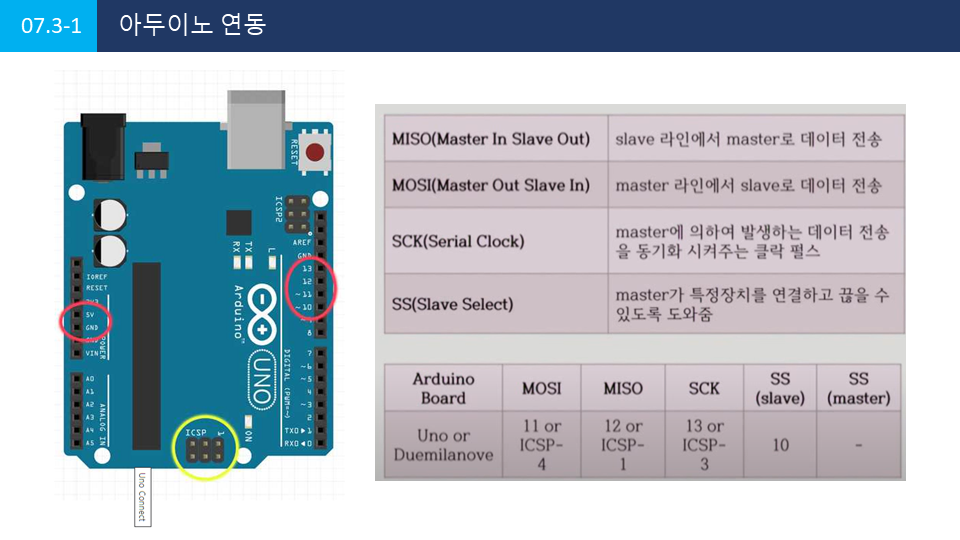 07.3-1
아두이노 연동
RESET
ICSP2
AREF
GND
13
12
~11
~10
~9
8
TX
RX
L
Arduino™
UNO
IOREF
RESET
3V3
5V
GND
GND
VIN
POWER
A0
A1
A2
A3
A4
A5
ANALOG IN
7
~6
~5
4
~3
2
TXO▶1
RXO◀0
DIGITAL (PWM=~)
ON
ICSP
1
Uno Connect
MISO(Master In Slave Out) slave 라인에서 master로 데이터 전송
MOSI(Master Out Slave In) master 라인에서 slave로 데이터 전송
SCK(Serial Clock) master에 의하여 발생하는 데이터 전송
을 동기화 시켜주는 클락 펄스
SS(Slave Select) master가 특정장치를 연결하고 끊을 수
있도록 도와줌
Arduino
Board
MOSI
MISO
SCK
SS
(slave)
SS
(master)
Uno or
Duemilanove
11 or
ICSP-
4
12 or
ICSP-
1
13 or
ICSP-
3
10
-